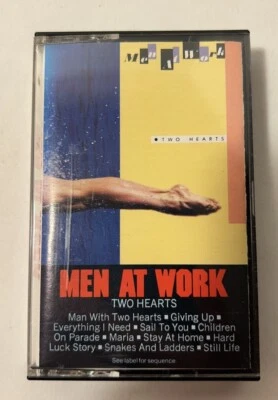 Men At Work
■ TWO HEARTS
MEN AT WORK
TWO HEARTS
Man With Two Hearts ■ Giving Up ■
Everything I Need ■ Sail To You ■ Children
On Parade ■ Maria ■ Stay At Home ■ Hard
Luck Story ■ Snakes And Ladders ■ Still Life
See label for sequence